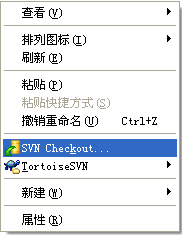 查看(V)
排列图标(I)
刷新(E)
粘贴(P)
粘贴快捷方式(S)
撤销重命名(U) Ctrl+Z
SVN Checkout...
TortoiseSVN
新建(W)
属性(R)